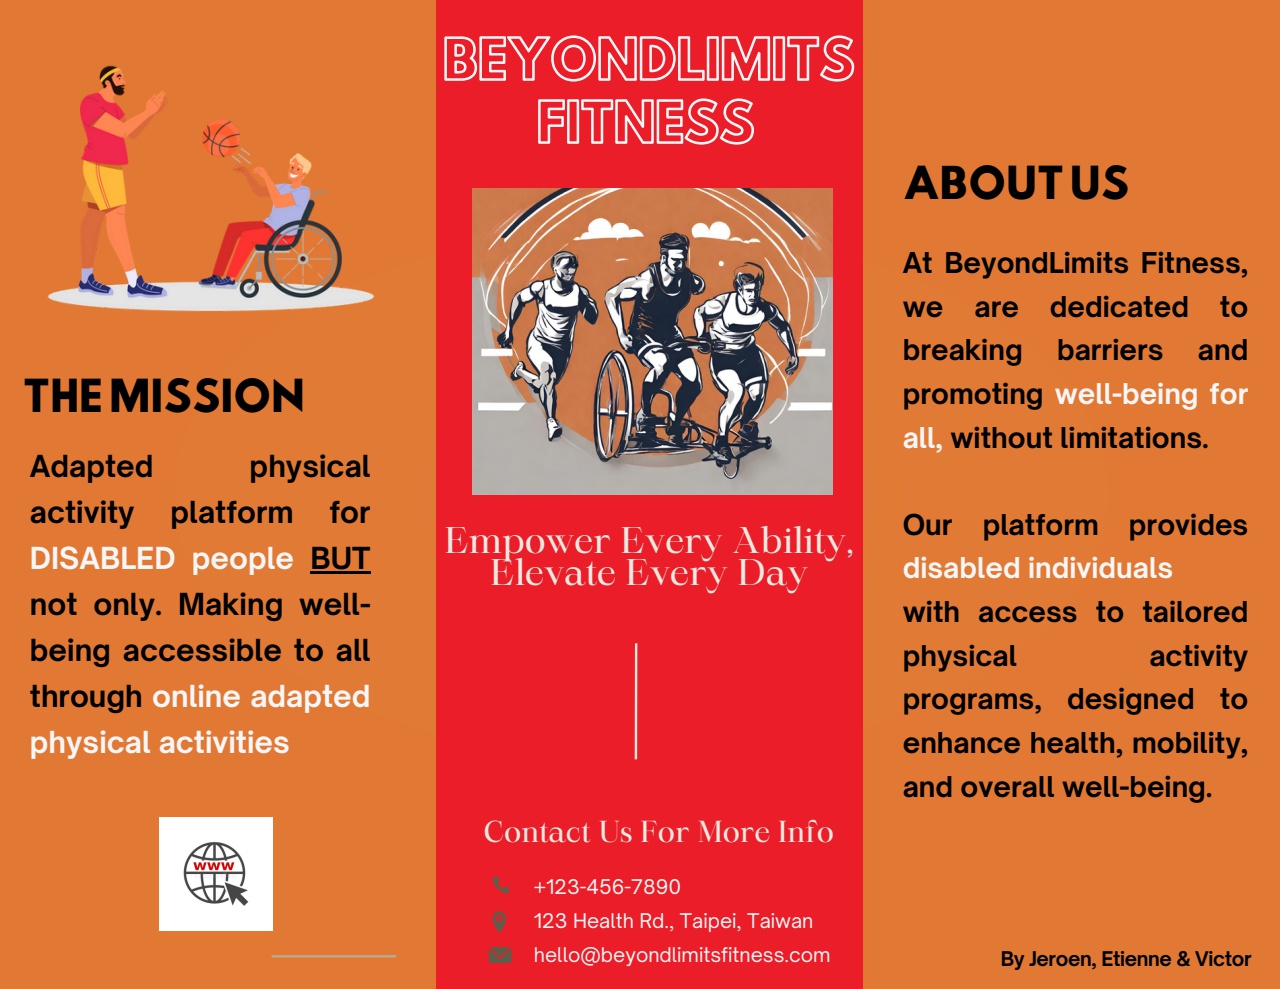 THE MISSION
Adapted physical
activity platform for
DISABLED people BUT
not only. Making well-
being accessible to all
through online adapted
physical activities
www
BEYONDLIMITS
FITNESS
Empower Every Ability,
Elevate Every Day
Contact Us For More Info
+123-456-7890
123 Health Rd., Taipei, Taiwan
hello@beyondlimitsfitness.com
ABOUT US
At BeyondLimits Fitness,
we are dedicated to
breaking barriers and
promoting well-being for
all, without limitations.
Our platform provides
disabled individuals
with access to tailored
physical activity
programs, designed to
enhance health, mobility,
and overall well-being.
By Jeroen, Etienne & Victor